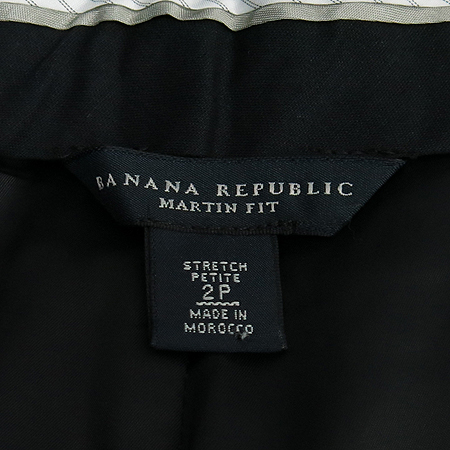 BANANA REPUBLIC
MARTIN FIT
STRETCH
PETITE
2P
MADE IN
MOROCCO